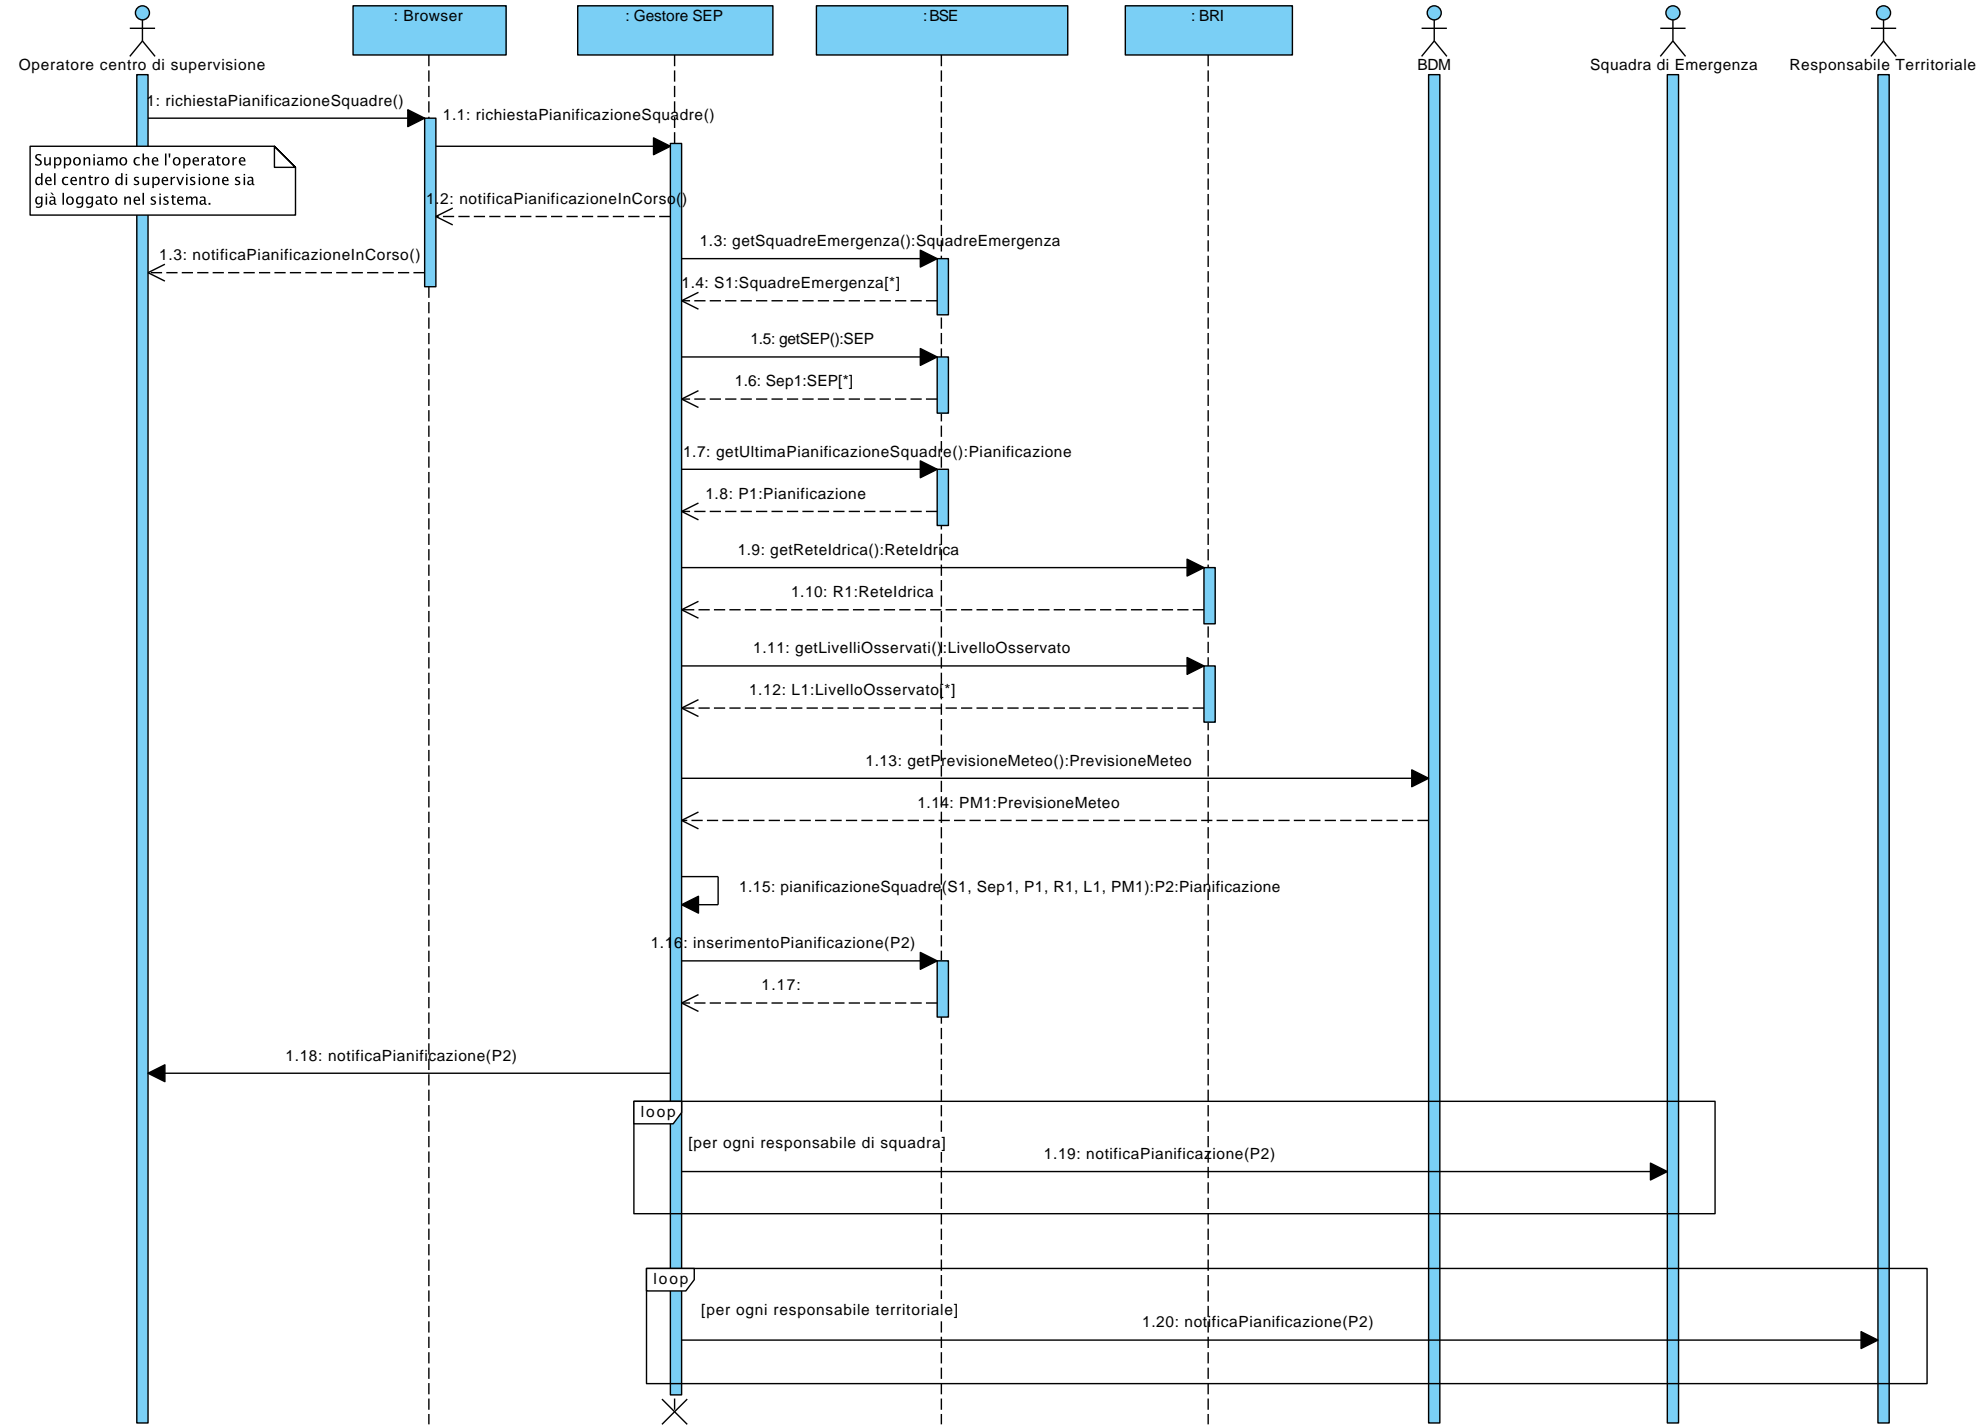 : Browser
: Gestore SEP
: BSE
: BRI
Operatore centro di supervisione
BDM
Squadra di Emergenza
Responsabile Territoriale
1: richiestaPianificazioneSquadre()
1.1: richiestaPianificazioneSquadre()
Supponiamo che l'operatore
del centro di supervisione sia
già loggato nel sistema.
1.2: notificaPianificazioneInCorso()
1.3: getSquadreEmergenza():SquadreEmergenza
1.3: notificaPianificazioneInCorso()
1.4: S1:SquadreEmergenza[*]
1.5: getSEP():SEP
1.6: Sep1:SEP[*]
1.7: getUltimaPianificazioneSquadre():Pianificazione
1.8: P1:Pianificazione
1.9: getReteIdrica():ReteIdrica
1.10: R1:ReteIdrica
1.11: getLivelliOsservati():LivelloOsservato
1.12: L1:LivelloOsservato[*]
1.13: getPrevisioneMeteo():PrevisioneMeteo
1.14: PM1:PrevisioneMeteo
1.15: pianificazioneSquadre(S1, Sep1, P1, R1, L1, PM1):P2:Pianificazione
1.16: inserimentoPianificazione(P2)
1.17:
1.18: notificaPianificazione(P2)
loop
[per ogni responsabile di squadra]
1.19: notificaPianificazione(P2)
loop
[per ogni responsabile territoriale]
1.20: notificaPianificazione(P2)